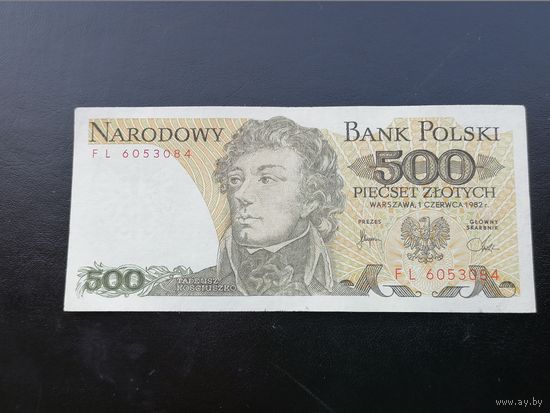 NARODOWY BANK POLSKI
FL 6053084
500
PIĘĆSET ZŁOTYCH
WARSZAWA, 1 CZERWCA 1982 r.
PREZES
GŁÓWNY
SKARBNIK
FL 6053084
500
TADEUSZ
KOŚCIUSZKO
www.ay.by